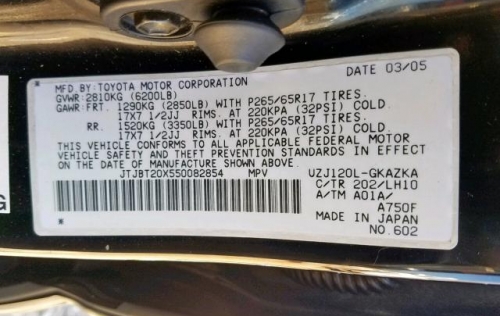 DATE 03/05
MFD.BY:TOYOTA MOTOR CORPORATION
GVWR:2810KG (6200LB)
GAWR:FRT. 1290KG (2850LB) WITH P265/65R17 TIRES.
17X7 1/2JJ RIMS. AT 220KPA (32PSI) COLD.
RR. 1520KG (3350LB) WITH P265/65R17 TIRES.
17X7 1/2JJ RIMS. AT 220KPA (32PSI) COLD.
THIS VEHICLE CONFORMS TO ALL APPLICABLE FEDERAL MOTOR
VEHICLE SAFETY AND THEFT PREVENTION STANDARDS IN EFFECT
ON THE DATE OF MANUFACTURE SHOWN ABOVE.
JTJBT20X550082854 MPV UZJ120L-GKAZKA
C/TR 202/LH10
A/TM A01A/
A750F
MADE IN JAPAN
NO.602
G